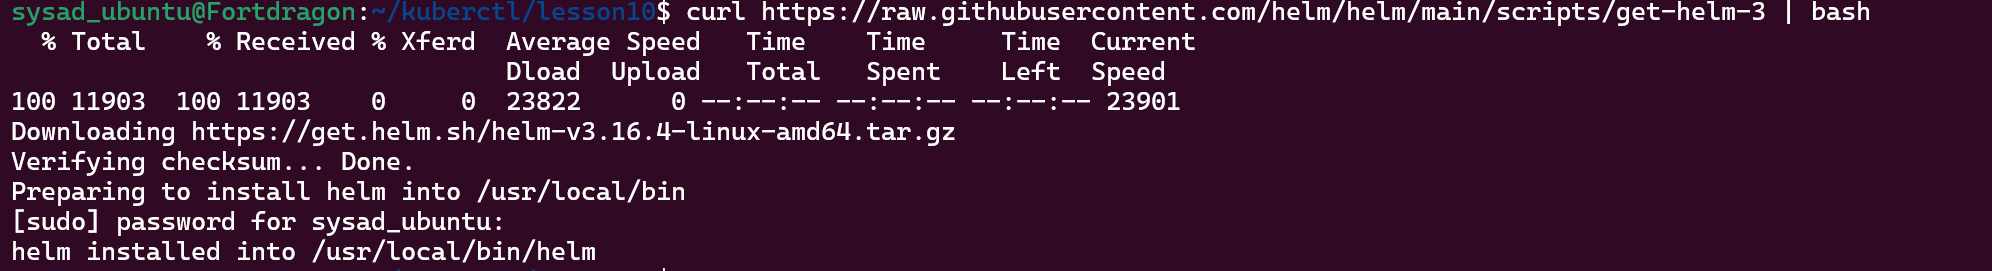 sysad_ubuntu@Fortdragon:~/kuberctl/lesson10$ curl https://raw.githubusercontent.com/helm/helm/main/scripts/get-helm-3 | bash
  % Total    % Received % Xferd  Average Speed   Time    Time     Time  Current
                                 Dload  Upload   Total   Spent    Left  Speed
100 11903  100 11903    0     0  23822      0 --:--:-- --:--:-- --:--:-- 23901
Downloading https://get.helm.sh/helm-v3.16.4-linux-amd64.tar.gz
Verifying checksum... Done.
Preparing to install helm into /usr/local/bin
[sudo] password for sysad_ubuntu:
helm installed into /usr/local/bin/helm